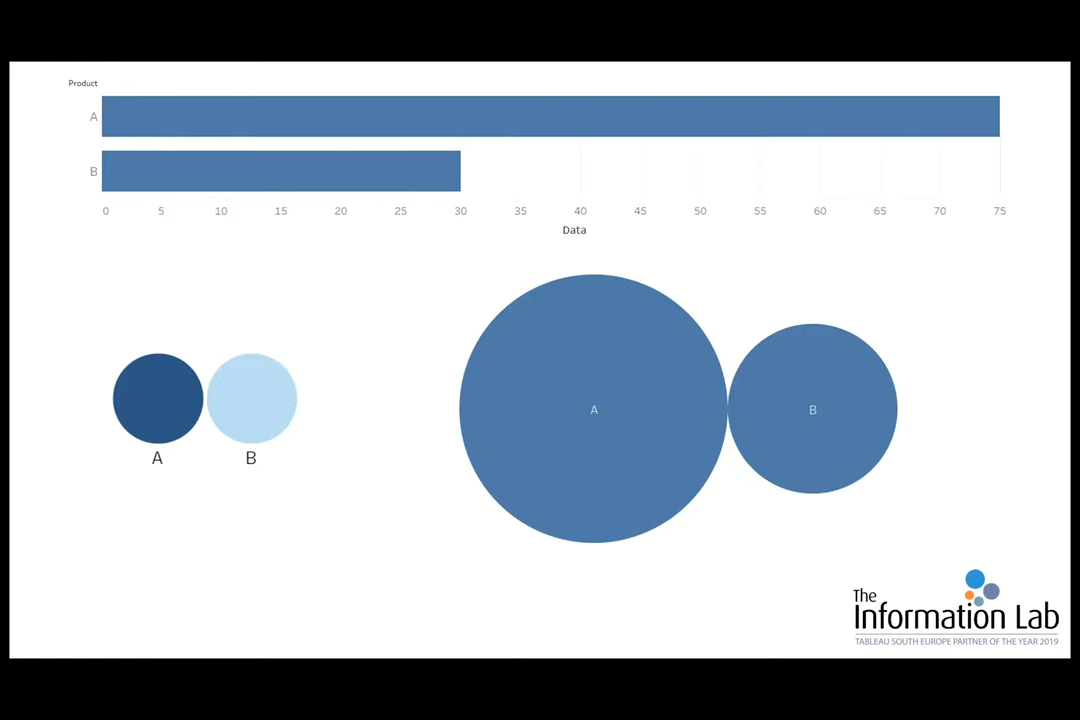 Product
A
B
0 5 10 15 20 25 30 35 40 45 50 55 60 65 70 75
Data
A B
A B
The
Information Lab
TABLEAU SOUTH EUROPE PARTNER OF THE YEAR 2019